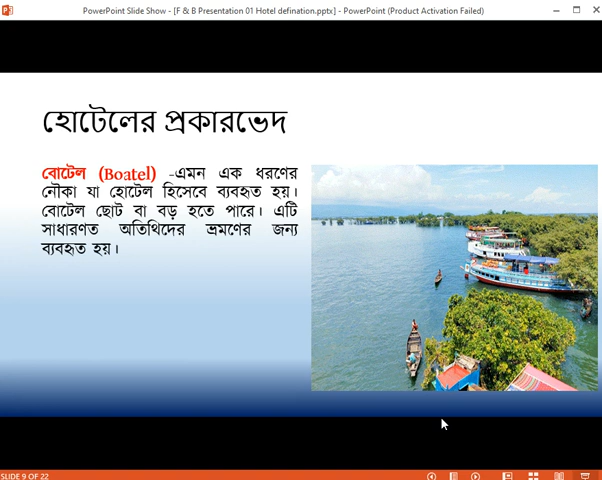 PowerPoint Slide Show - [F & B Presentation 01 Hotel defination.pptx] - PowerPoint (Product Activation Failed)
হোটেলের প্রকারভেদ
বোটেল (Boatel) -এমন এক ধরণের
নৌকা যা হোটেল হিসেবে ব্যবহৃত হয়।
বোটেল ছোট বা বড় হতে পারে। এটি
সাধারণত অতিথিদের ভ্রমণের জন্য
ব্যবহৃত হয়।
SLIDE 9 OF 22